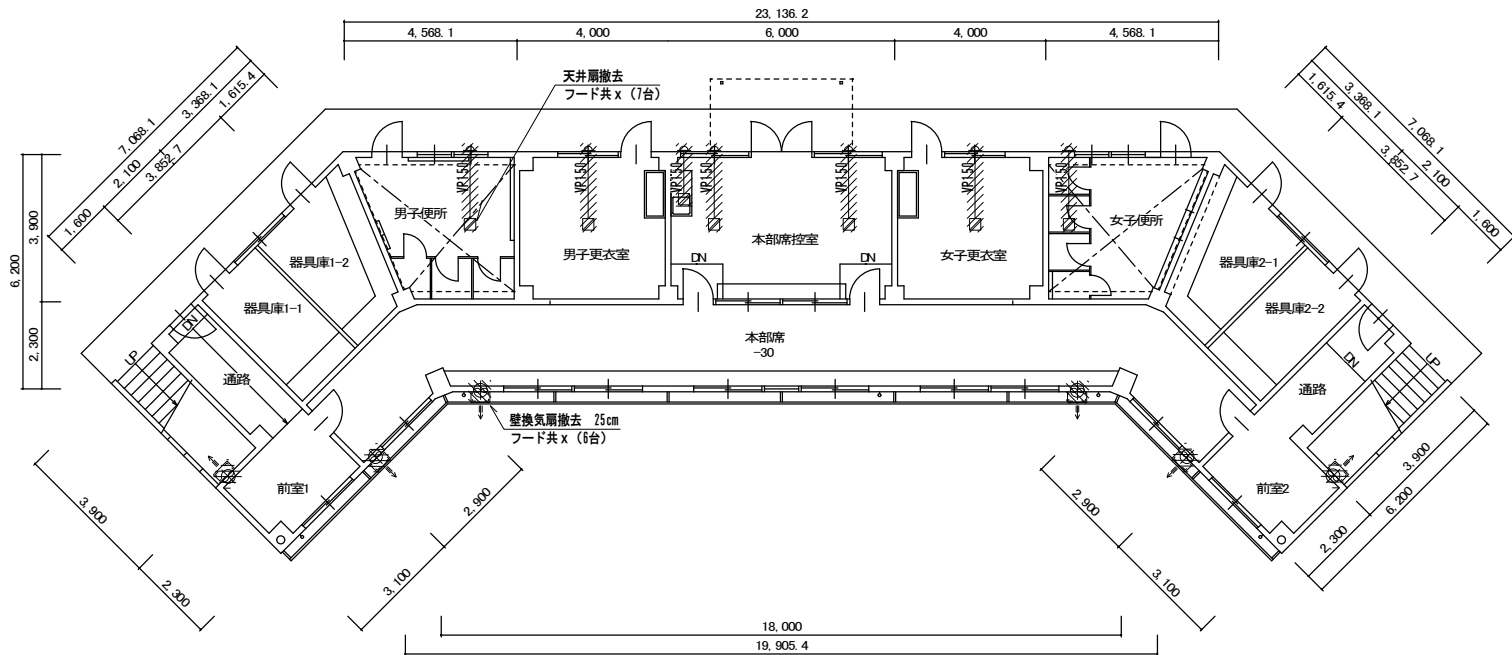 23,136.2
4,568.1
4,000
6,000
4,000
4,568.1
天井扇撤去
フード共 x (7台)
7,068.1
3,368.1
1,615.4
2,100
3,852.7
1,600
3,368.1
1,615.4
7,068.1
2,100
3,852.7
1,600
6,200
3,900
2,300
VP150
VP150
VP150
VP150
VP150
VP150
男子便所
男子更衣室
本部席控室
女子更衣室
女子便所
器具庫1-2
器具庫1-1
器具庫2-1
器具庫2-2
DN
DN
DN
DN
UP
UP
通路
通路
本部席
-30
壁換気扇撤去 25cm
フード共 x (6台)
前室1
前室2
3,900
2,300
2,900
3,100
2,900
3,100
3,900
2,300
6,200
18,000
19,905.4